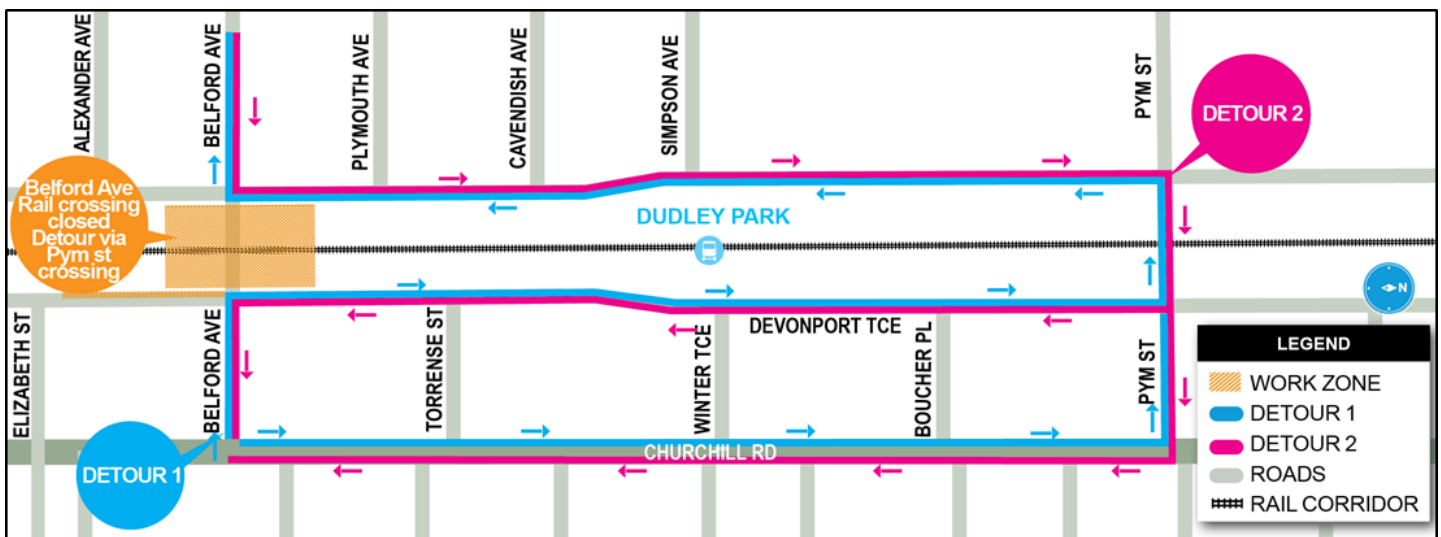 ALEXANDER AVE
BELFORD AVE
PLYMOUTH AVE
CAVENDISH AVE
SIMPSON AVE
PYM ST
DETOUR 2
Belford Ave
Rail crossing
closed
Detour via
Pym st
crossing
DUDLEY PARK
N
ELIZABETH ST
BELFORD AVE
TORRENSE ST
WINTER TCE
DEVONPORT TCE
BOUCHER PL
PYM ST
CHURCHILL RD
DETOUR 1
LEGEND
WORK ZONE
DETOUR 1
DETOUR 2
ROADS
RAIL CORRIDOR